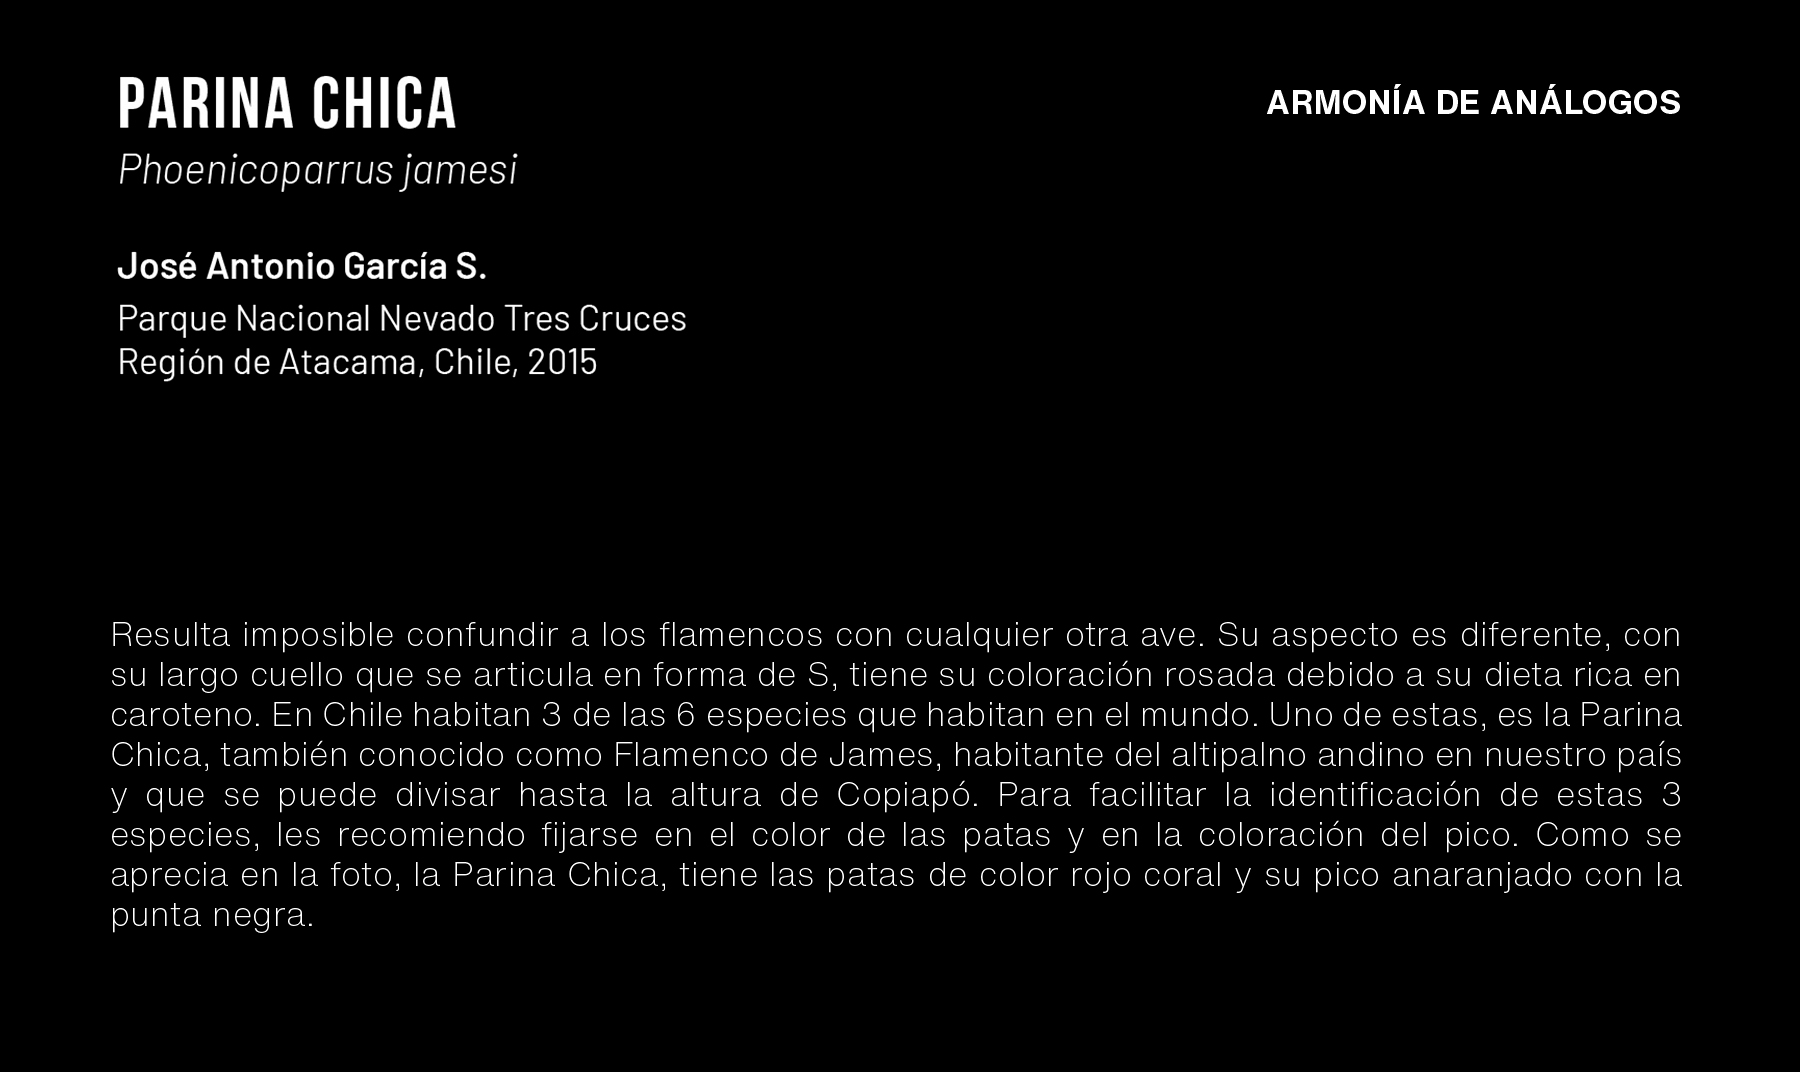 PARINA CHICA
ARMONÍA DE ANÁLOGOS
Phoenicoparrus jamesi
José Antonio García S.
Parque Nacional Nevado Tres Cruces
Región de Atacama, Chile, 2015
Resulta imposible confundir a los flamencos con cualquier otra ave. Su aspecto es diferente, con
su largo cuello que se articula en forma de S, tiene su coloración rosada debido a su dieta rica en
caroteno. En Chile habitan 3 de las 6 especies que habitan en el mundo. Uno de estas, es la Parina
Chica, también conocido como Flamenco de James, habitante del altipalno andino en nuestro país
y que se puede divisar hasta la altura de Copiapó. Para facilitar la identificación de estas 3
especies, les recomiendo fijarse en el color de las patas y en la coloración del pico. Como se
aprecia en la foto, la Parina Chica, tiene las patas de color rojo coral y su pico anaranjado con la
punta negra.